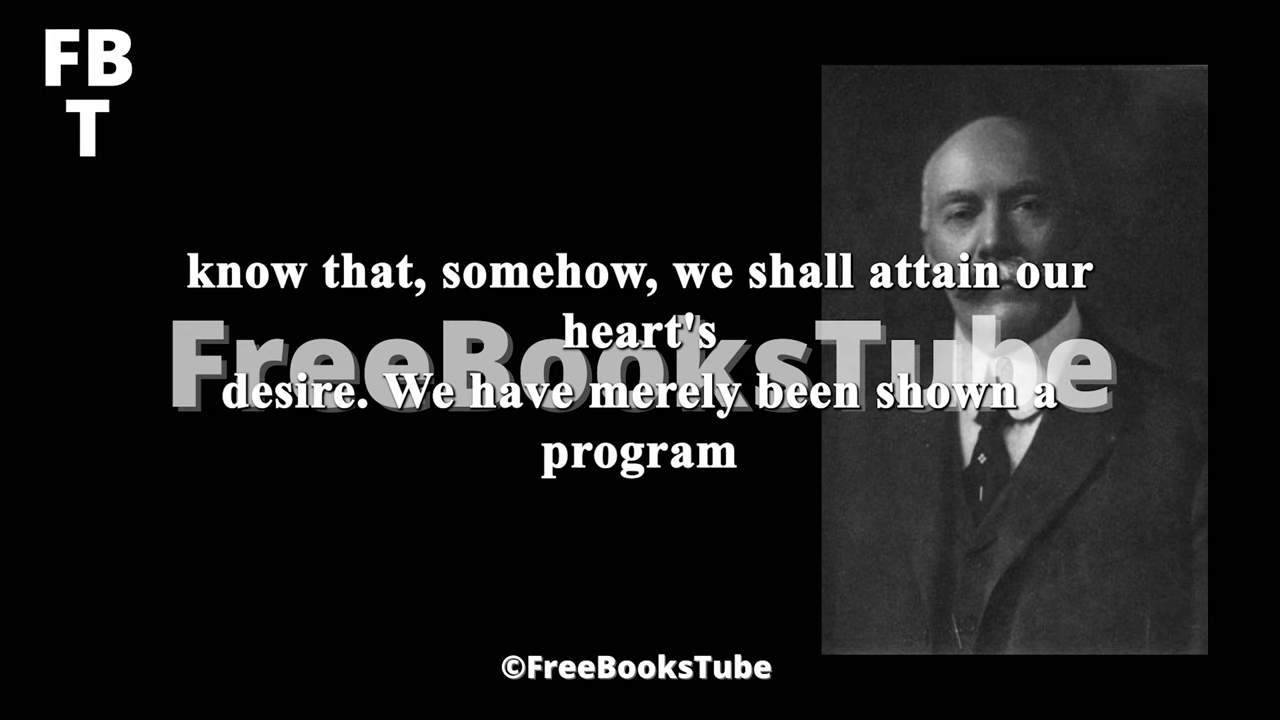 FB
T
know that, somehow, we shall attain our
heart's
FreeBooksTube
desire. We have merely been shown a
program
©FreeBooksTube